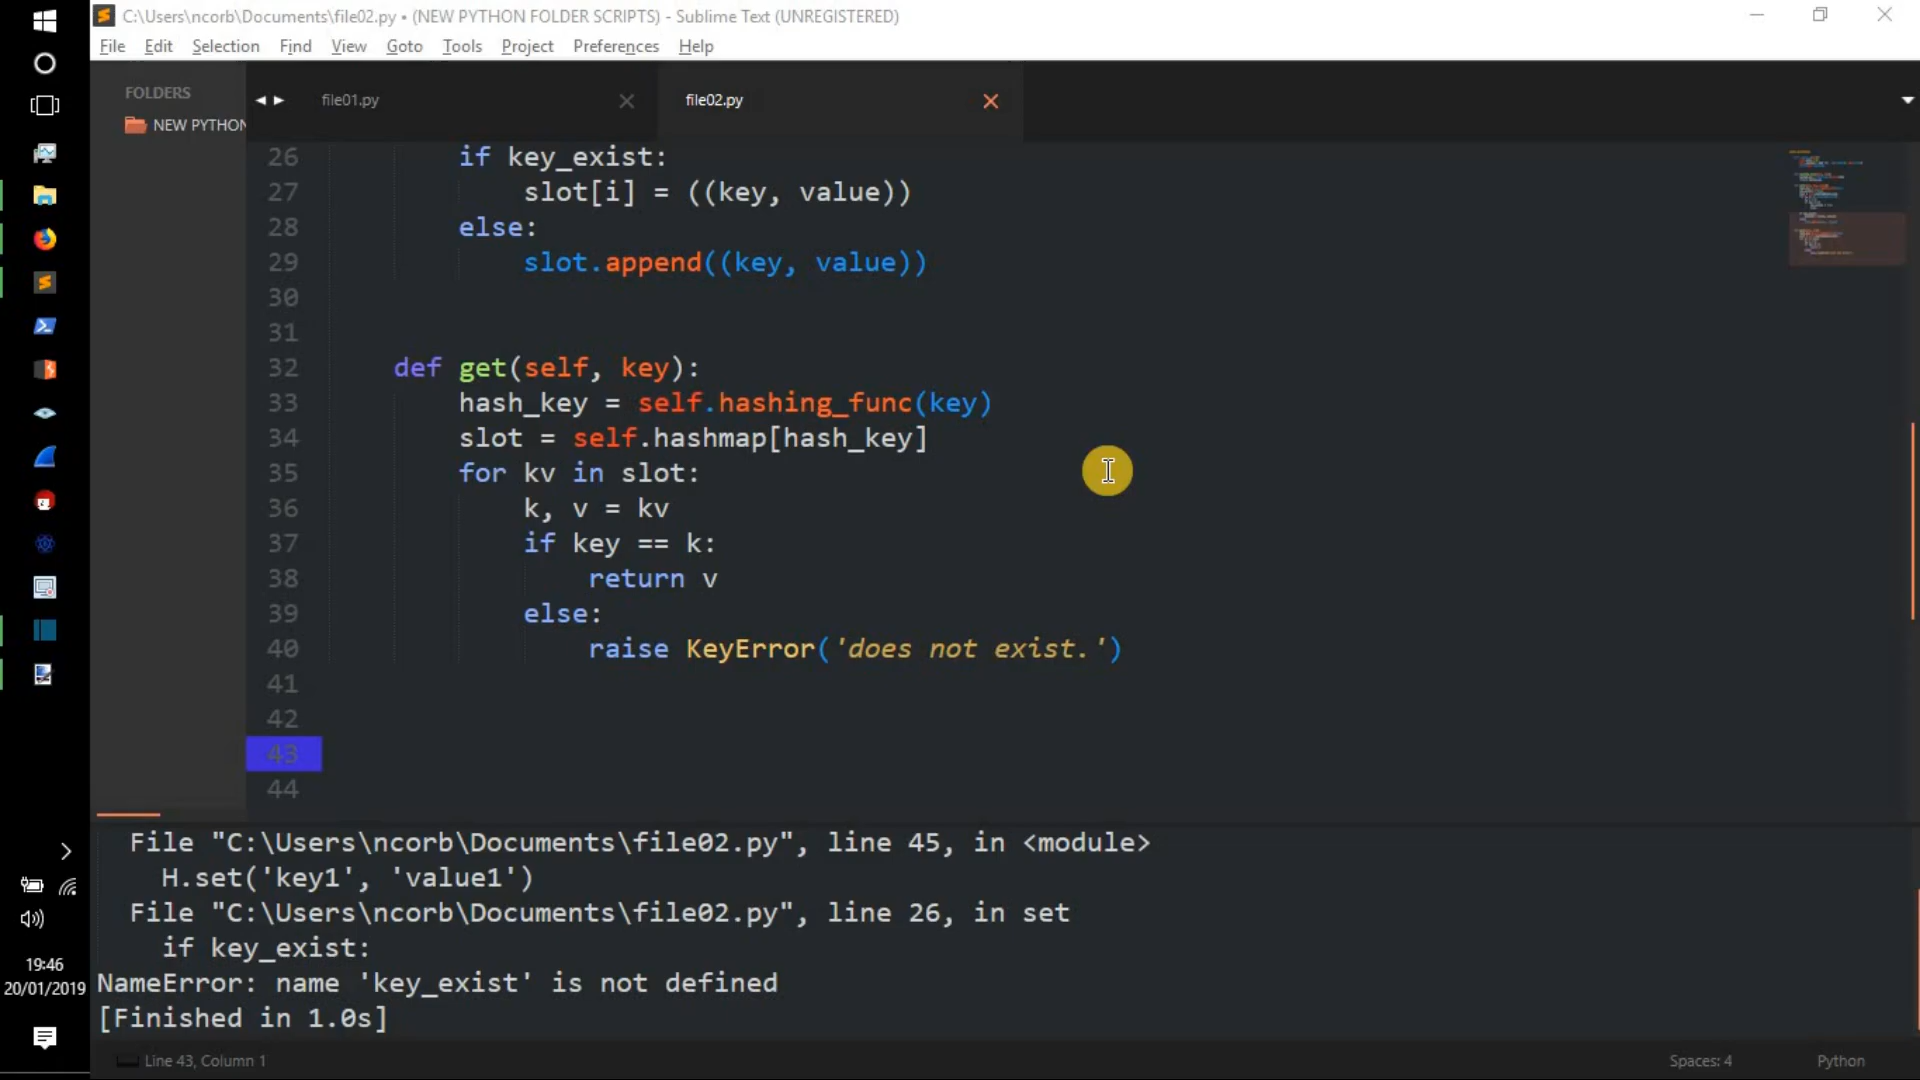 C:\Users\ncorb\Documents\file02.py • (NEW PYTHON FOLDER SCRIPTS) - Sublime Text (UNREGISTERED)
File Edit Selection Find View Goto Tools Project Preferences Help
FOLDERS
NEW PYTHON
file01.py
file02.py
26 if key_exist:
27 slot[i] = ((key, value))
28 else:
29 slot.append((key, value))
30
31
32 def get(self, key):
33 hash_key = self.hashing_func(key)
34 slot = self.hashmap[hash_key]
35 for kv in slot:
36 k, v = kv
37 if key == k:
38 return v
39 else:
40 raise KeyError('does not exist.')
41
42
43
44
File "C:\Users\ncorb\Documents\file02.py", line 45, in <module>
H.set('key1', 'value1')
File "C:\Users\ncorb\Documents\file02.py", line 26, in set
if key_exist:
NameError: name 'key_exist' is not defined
[Finished in 1.0s]
19:46
20/01/2019
Line 43, Column 1
Spaces: 4
Python